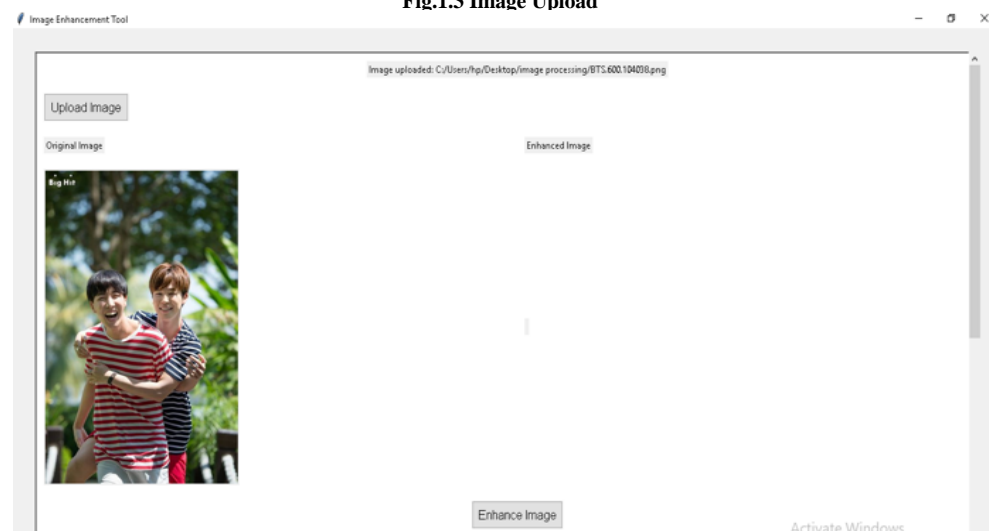 Fig.1.3 Image Upload
Image Enhancement Tool
Image uploaded: C:/Users/hp/Desktop/image processing/BTS.600.104038.png
Upload Image
Original Image
Enhanced Image
Big Hit
Enhance Image
Activate Windows